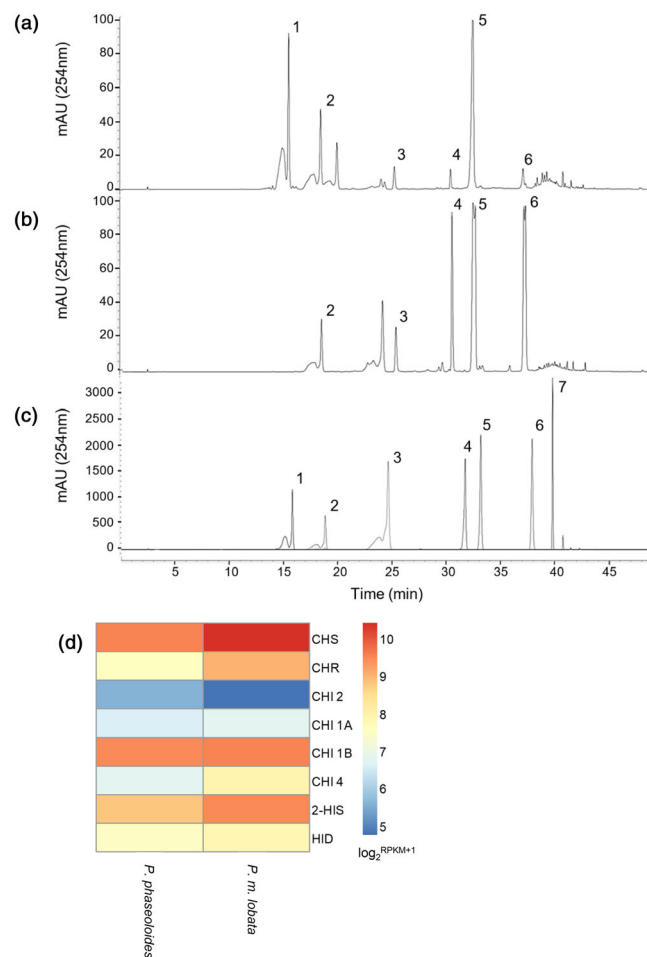 (a)
mAU (254nm)
100
80
60
40
20
0
1
2
3
4
5
6
(b)
mAU (254nm)
100
80
60
40
20
0
2
3
4
5
6
(c)
mAU (254nm)
3000
2500
2000
1500
1000
500
0
1
2
3
4
5
6
7
5
10
15
20
25
30
35
40
45
Time (min)
(d)
CHS
CHR
CHI 2
CHI 1A
CHI 1B
CHI 4
2-HIS
HID
P. phaseoloides
P. m. lobata
10
9
8
7
6
5
log2RPKM+1